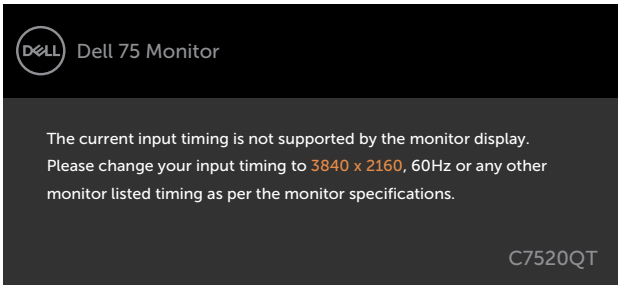 DELL
Dell 75 Monitor
The current input timing is not supported by the monitor display.
Please change your input timing to 3840 x 2160, 60Hz or any other
monitor listed timing as per the monitor specifications.
C7520QT